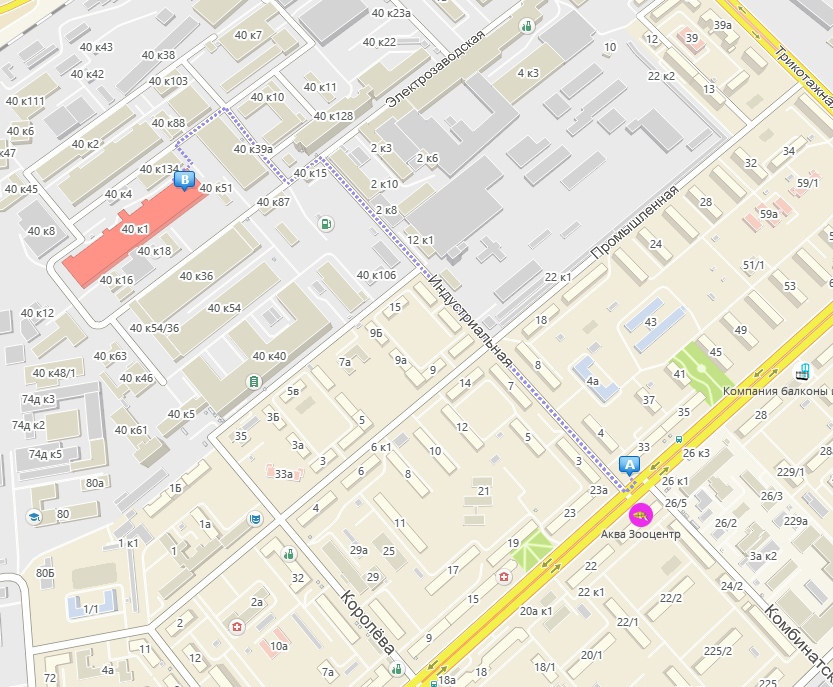 40 к23а
39а
40 к7
12
39
40 к43
40 к22
10
40 к38
Электрозаводская
Трикотажная
40 к42
4 к3
22 к2
40 к103
40 к11
13
40 к111
40 к10
40 к128
40 к6
40 к88
к47
40 к2
40 к39а
2 к3
2 к6
34
32
40 к134
40 к15
40 к45
40 к4
B
40 к51
2 к10
59/1
40 к87
2 к8
28
59а
40 к8
40 к1
Промышленная
40 к18
12 к1
24
40 к16
40 к36
40 к106
22 к1
51/1
53
40 к12
40 к54
15
Индустриальная
18
43
40 к54/36
9Б
49
40 к63
40 к40
7а
9а
9
8
45
40 к48/1
40 к46
14
7
4а
41
74д к3
5в
37
Компания балконы и
40 к5
3Б
5
35
28
74д к2
40 к61
35
3а
6 к1
12
5
4
33
74д к5
3
10
3
A
26 к3
33а
6
8
229/1
80а
1Б
21
23а
26 к1
4
23
26/5
26/3
80
1а
11
Аква Зооцентр
26/2
229а
1 к1
1
29а
25
19
3а к2
80Б
32
29
17
22
24/2
1/1
2а
Королёва
15
22
22/2
2
20а к1
Комбинатск
10а
9
11
7а
20/1
225/2
72
4а
18
18/1
22/1
18а